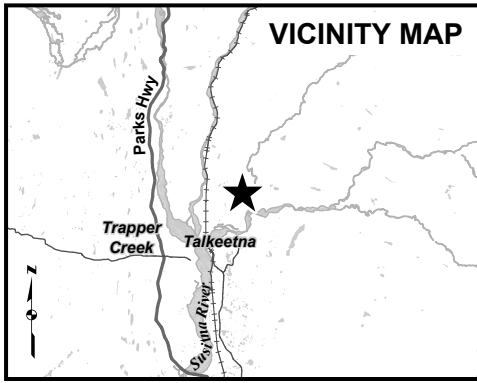 VICINITY MAP
Parks Hwy
Trapper
Creek
Talkeetna
Susitna River
N